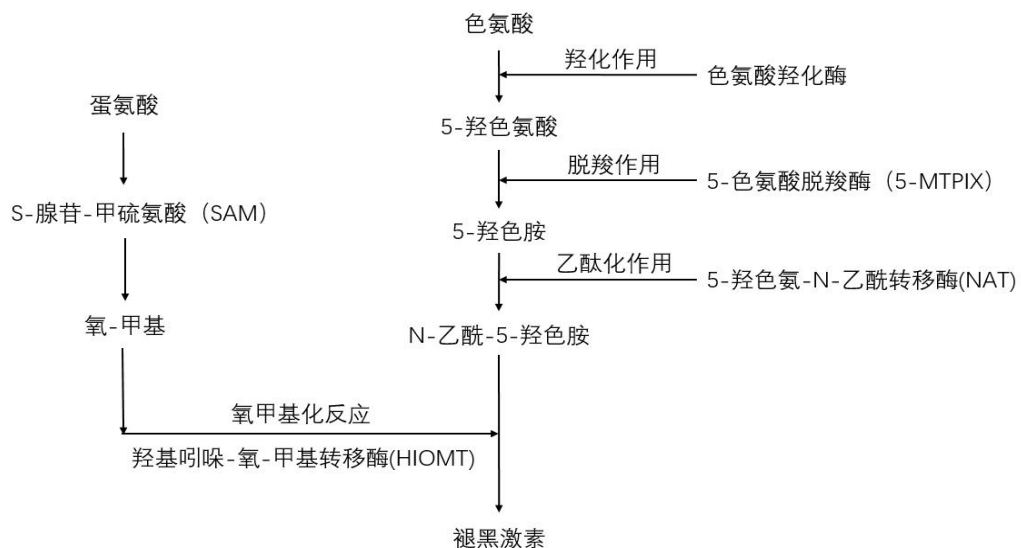 色氨酸
羟化作用
色氨酸羟化酶
蛋氨酸
5-羟色氨酸
脱羧作用
5-色氨酸脱羧酶（5-MTPIX）
S-腺苷-甲硫氨酸（SAM）
5-羟色胺
乙酞化作用
5-羟色氨-N-乙酰转移酶(NAT)
氧-甲基
N-乙酰-5-羟色胺
氧甲基化反应
羟基吲哚-氧-甲基转移酶(HIOMT)
褪黑激素